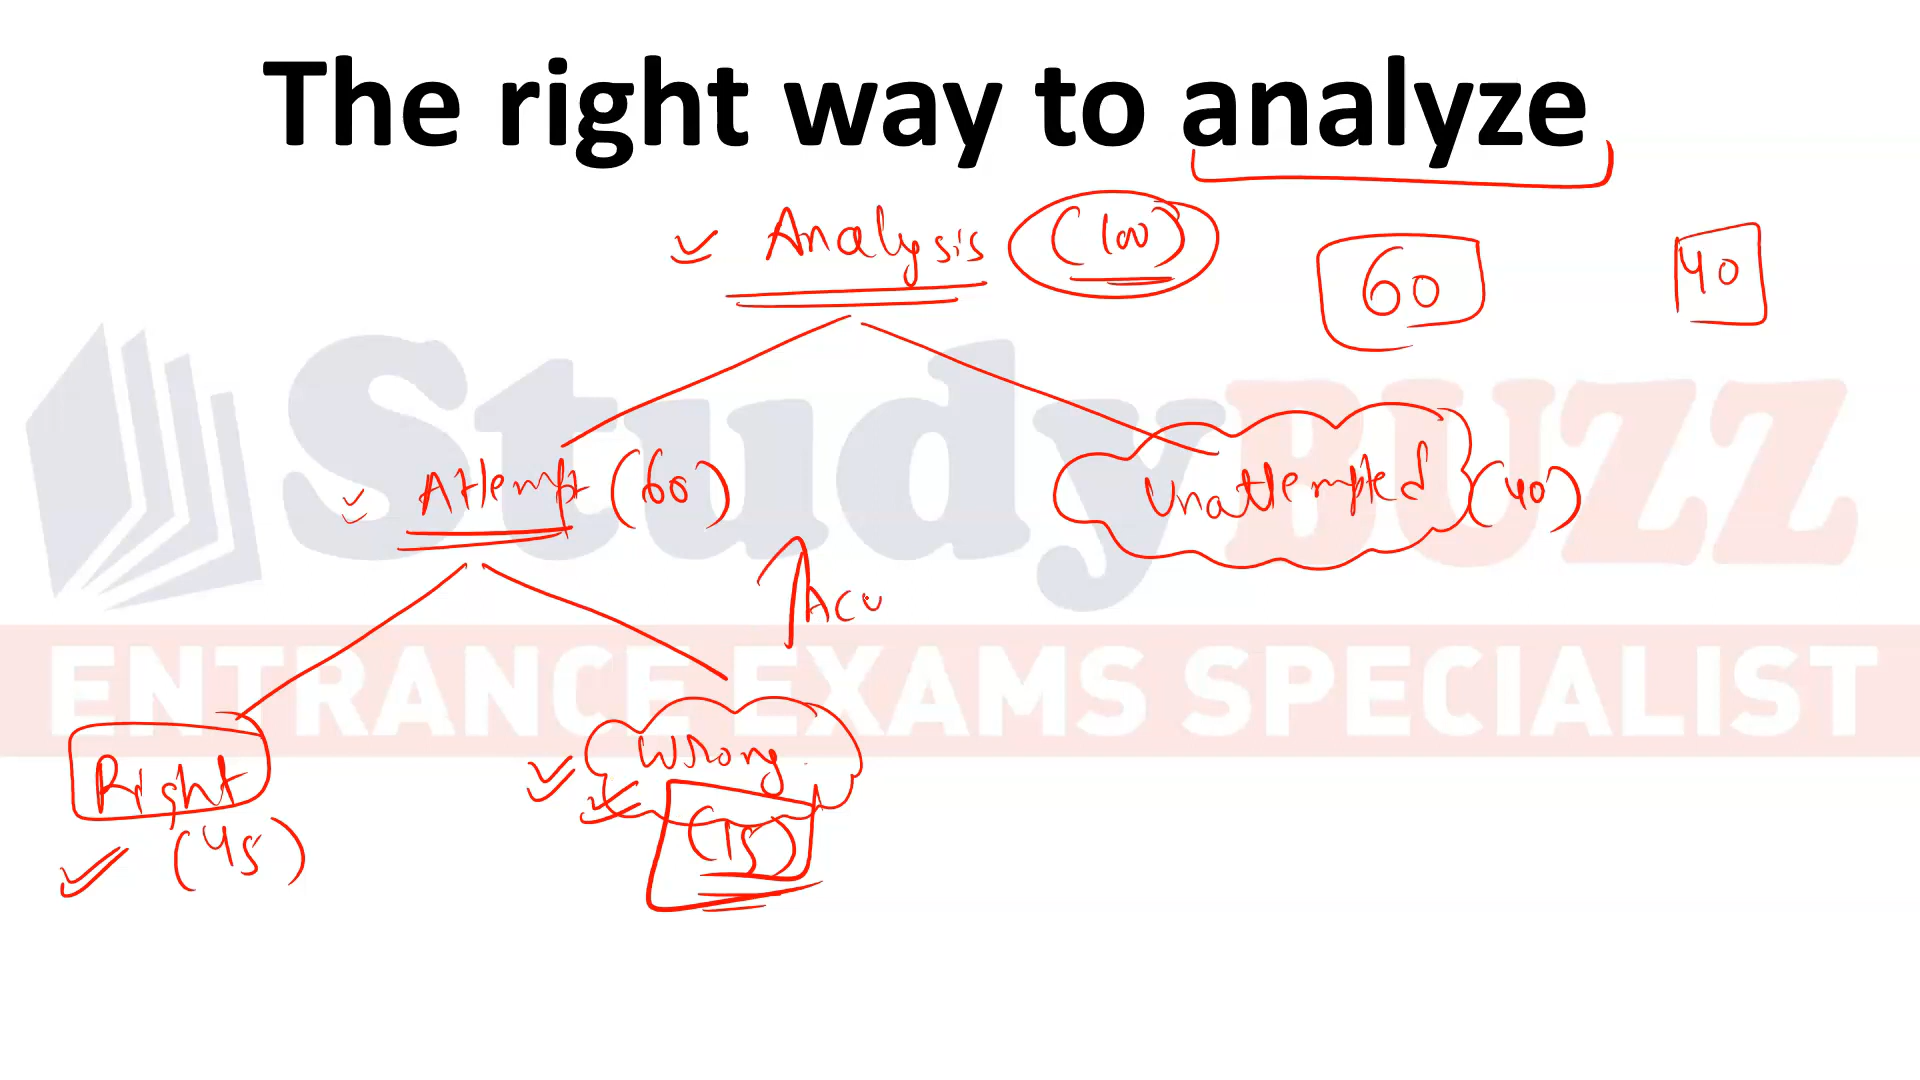 The right way to analyze
Analysis (100)
60
40
Attempt (60)
Unattempted (40)
Acc
StudyBUZZ
ENTRANCE EXAMS SPECIALIST
Right
(45)
Wrong
(15)